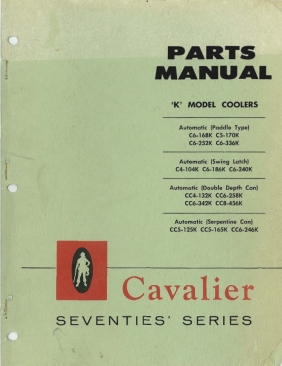 PARTS
MANUAL
'K' MODEL COOLERS
Automatic (Paddle Type)
C6-168K C5-170K
C6-252K C6-336K
Automatic (Swing Latch)
C4-104K C6-186K C6-240K
Automatic (Double Depth Can)
CC4-132K CC6-258K
CC6-342K CC8-456K
Automatic (Serpentine Can)
CC5-125K CC5-165K CC6-246K
Cavalier
SEVENTIES' SERIES